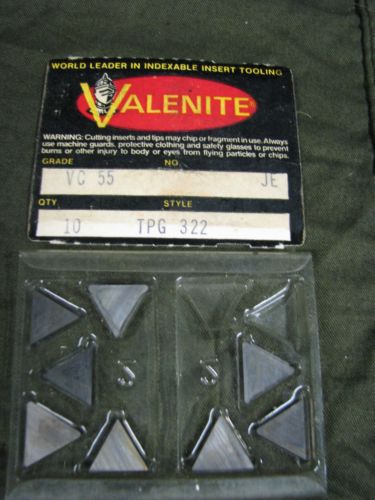 WORLD LEADER IN INDEXABLE INSERT TOOLING
VALENITE
WARNING: Cutting inserts and tips may chip or fragment in use. Always
use machine guards, protective clothing and safety glasses to prevent
burns or other injury to body or eyes from flying particles or chips.
GRADE NO.
VC 55 JE
QTY. STYLE
10 TPG 322